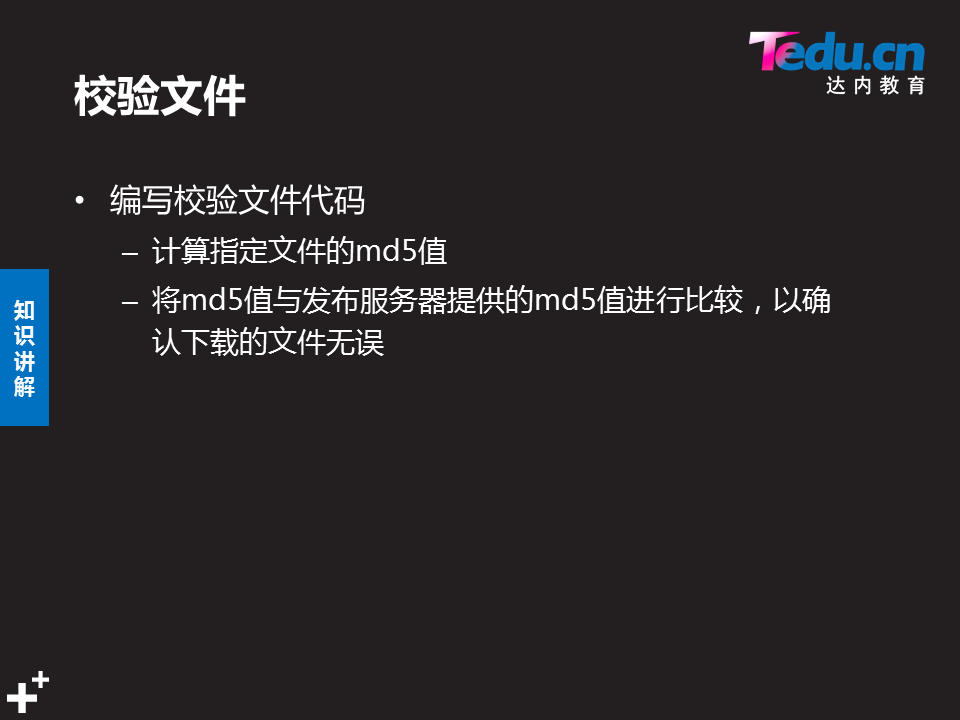 Tedu.cn
达内教育
校验文件
• 编写校验文件代码
– 计算指定文件的md5值
– 将md5值与发布服务器提供的md5值进行比较，以确
认下载的文件无误
知
识
讲
解